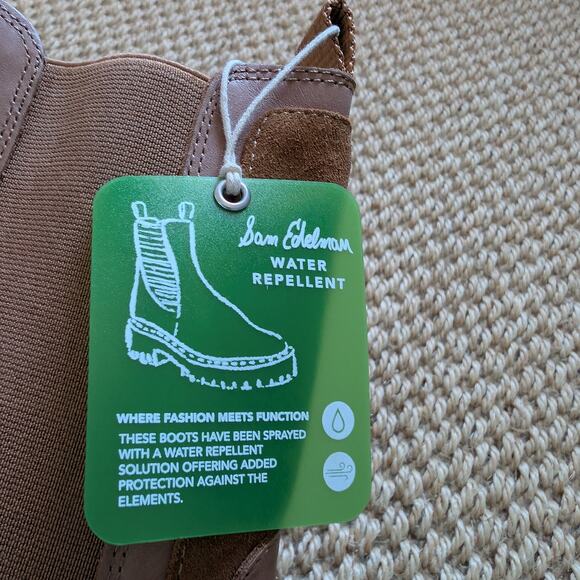 Sam Edelman
WATER
REPELLENT
WHERE FASHION MEETS FUNCTION
THESE BOOTS HAVE BEEN SPRAYED
WITH A WATER REPELLENT
SOLUTION OFFERING ADDED
PROTECTION AGAINST THE
ELEMENTS.